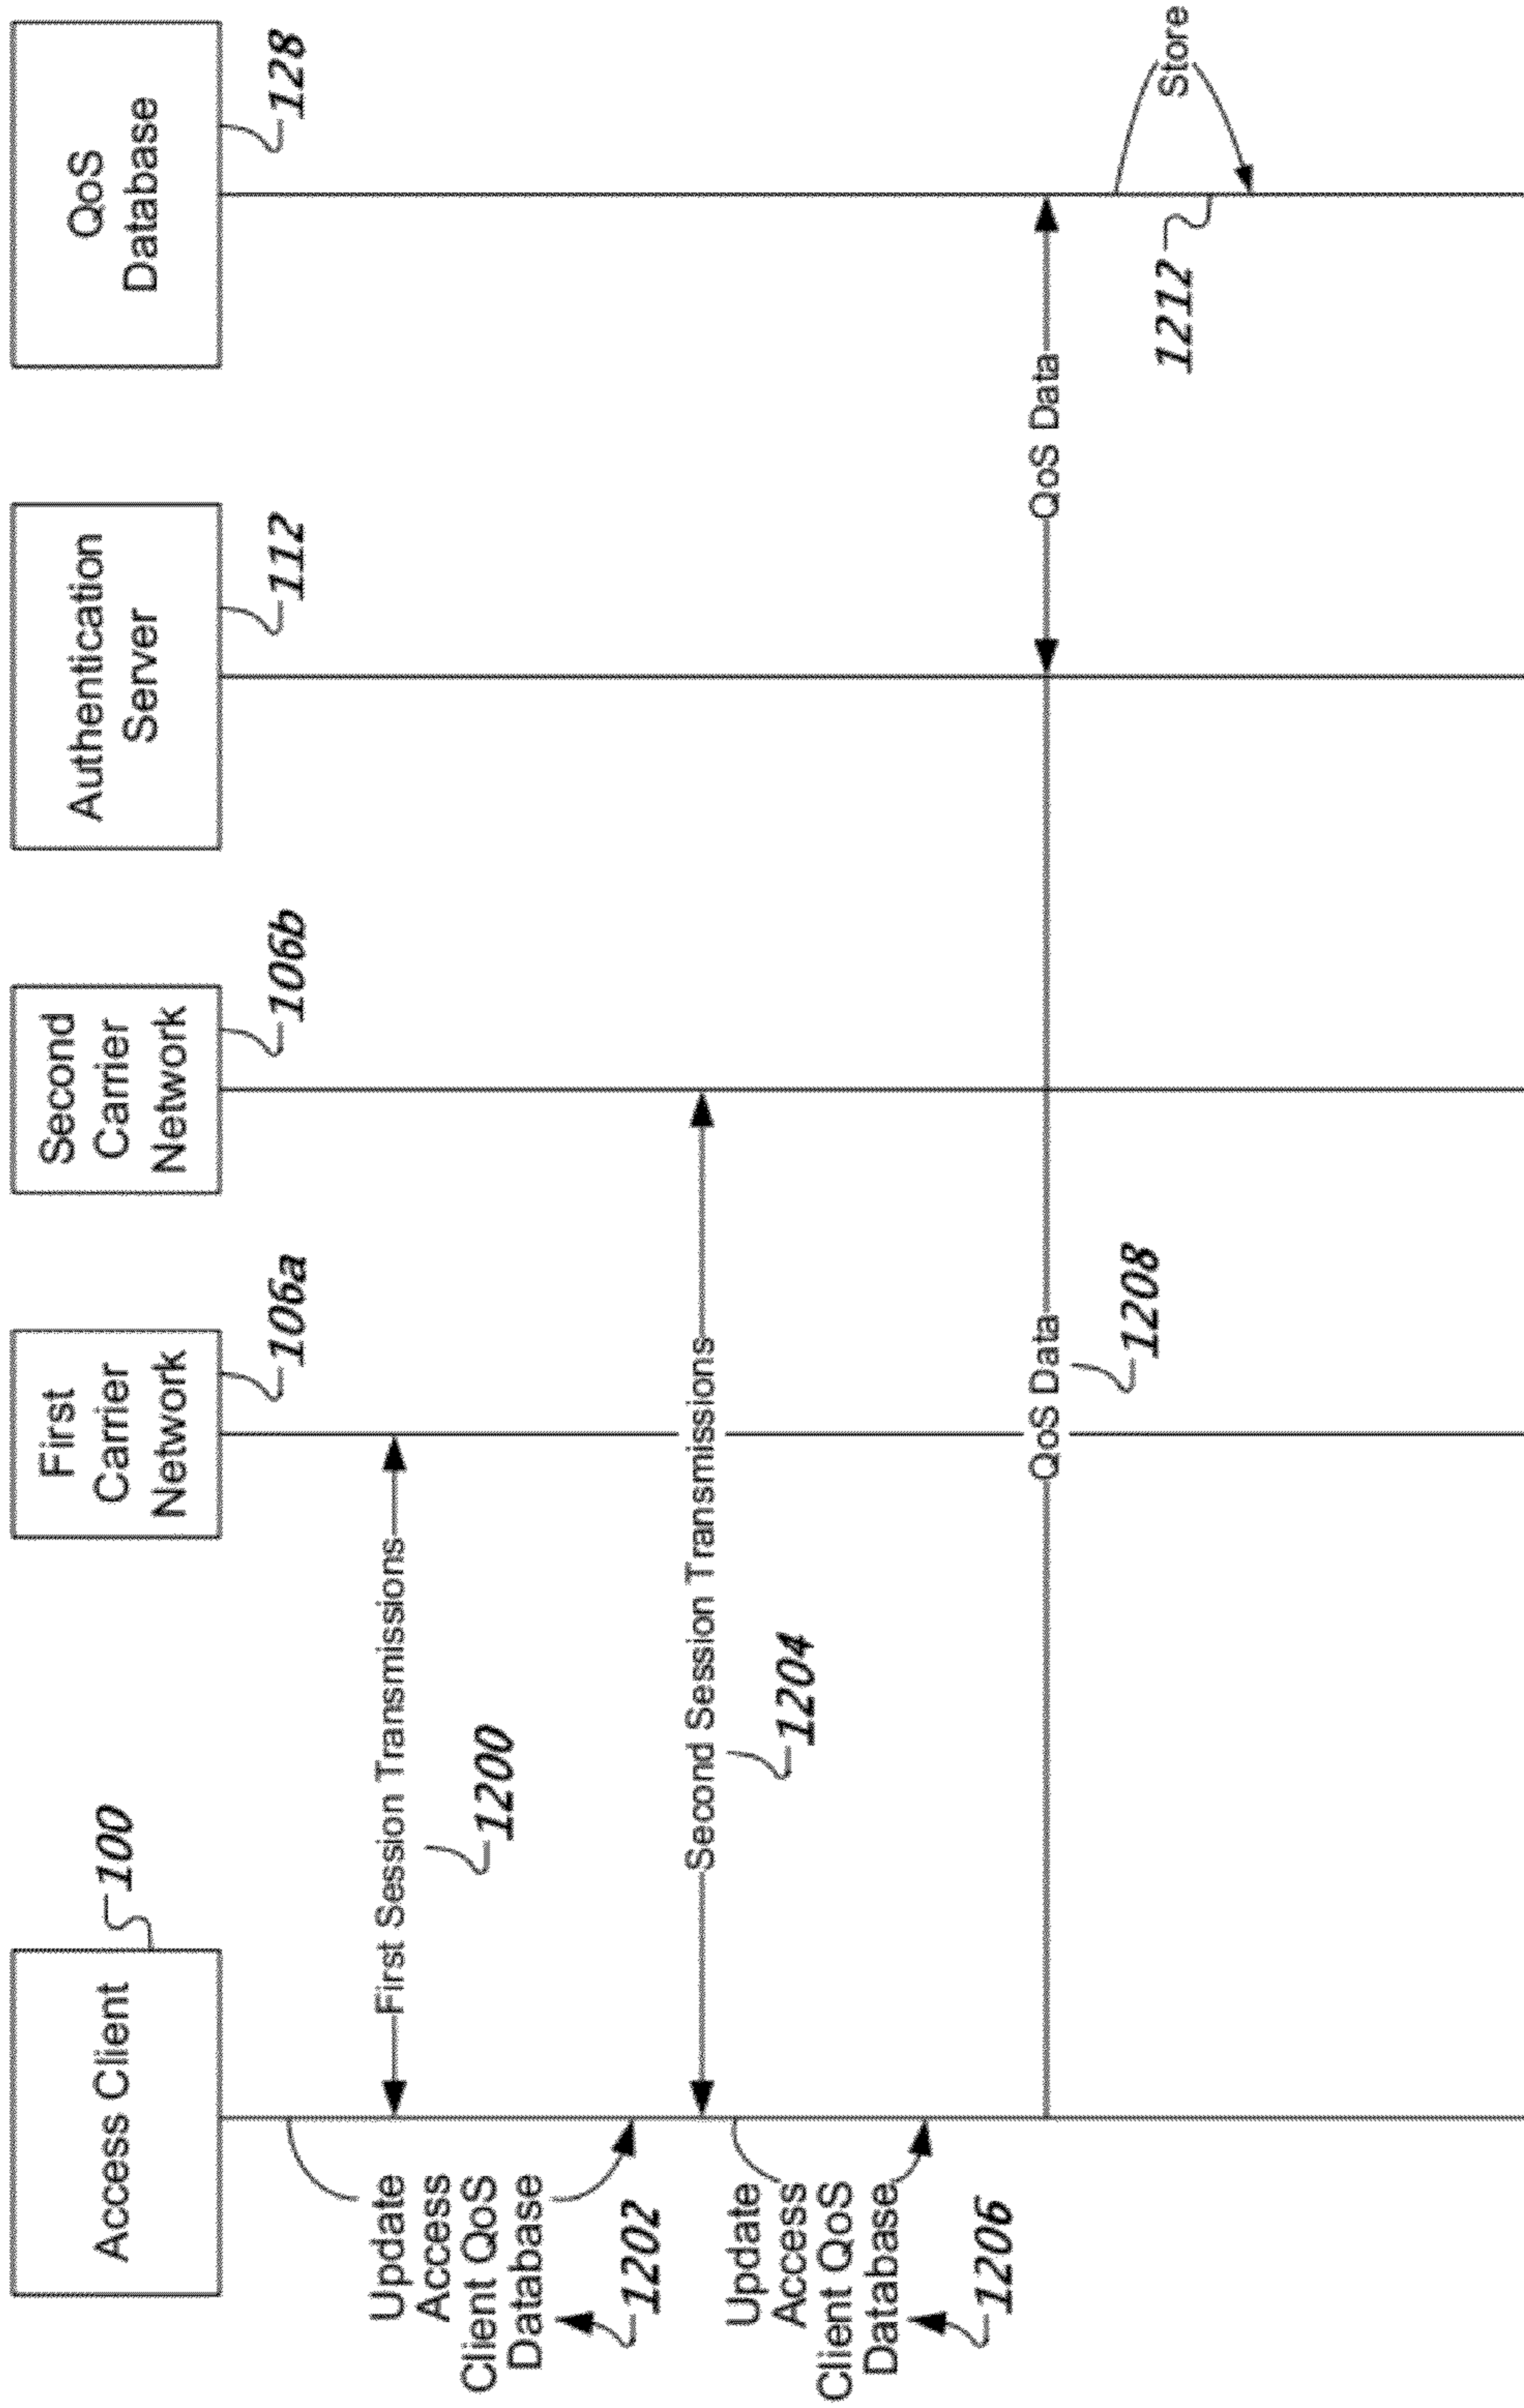 Access Client
100
First
Carrier
Network
106a
Second
Carrier
Network
106b
Authentication
Server
112
QoS
Database
128
First Session Transmissions
1200
Update
Access
Client QoS
Database
1202
Second Session Transmissions
1204
Update
Access
Client QoS
Database
1206
QoS Data
1208
QoS Data
Store
1212